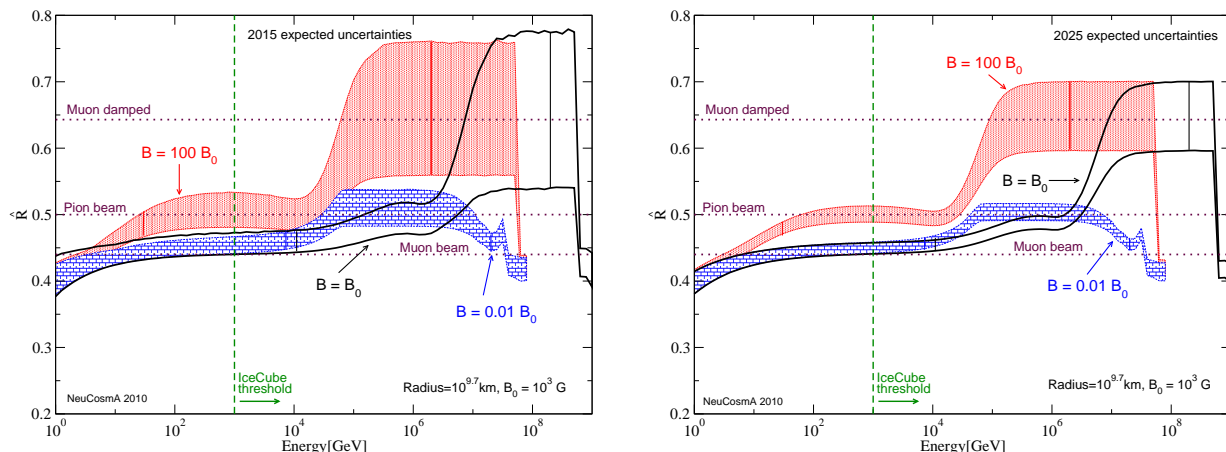 0.8
2015 expected uncertainties
0.7
Muon damped
0.6
B = 100 B0
R̂
Pion beam
0.5
Muon beam
0.4
B = B0
B = 0.01 B0
0.3
IceCube
threshold
Radius=10^9.7km, B0 = 10^3 G
NeuCosmA 2010
0.2
10^0 10^2 10^4 10^6 10^8
Energy[GeV]
0.8
2025 expected uncertainties
B = 100 B0
0.7
Muon damped
0.6
B = B0
R̂
Pion beam
0.5
Muon beam
0.4
B = 0.01 B0
0.3
IceCube
threshold
Radius=10^9.7km, B0 = 10^3 G
NeuCosmA 2010
0.2
10^0 10^2 10^4 10^6 10^8
Energy[GeV]